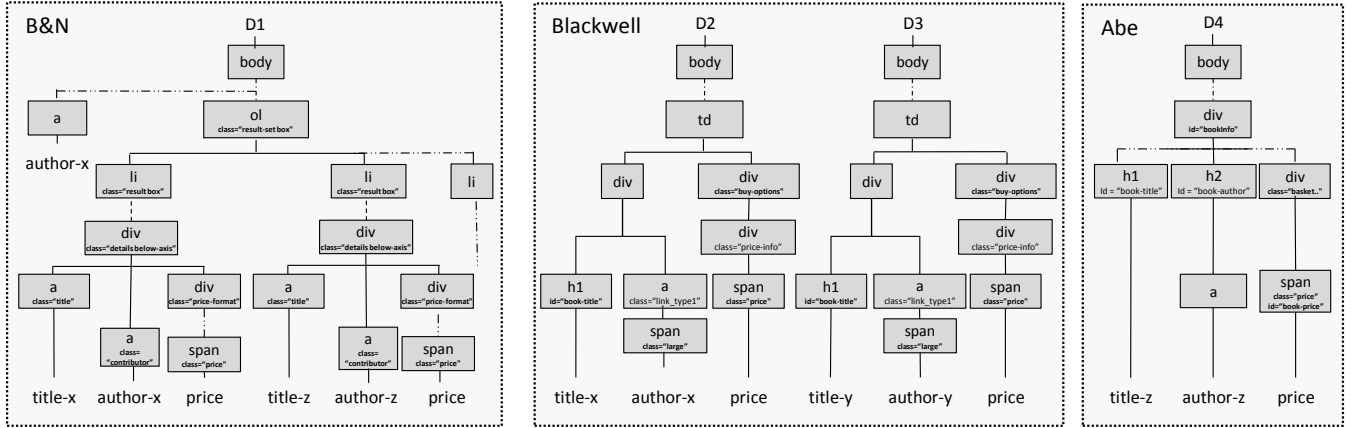 B&N D1
body
a
ol
class="result-set box"
author-x
li
class="result box"
li
class="result box"
li
div
class="details below-axis"
div
class="details below-axis"
a
class="title"
div
class="price-format"
a
class="title"
div
class="price-format"
a
class=
"contributor"
span
class="price"
a
class=
"contributor"
span
class="price"
title-x author-x price title-z author-z price
Blackwell D2 D3
body body
td td
div
div
class="buy-options"
div
div
class="buy-options"
div
class="price-info"
div
class="price-info"
h1
id="book-title"
a
class="link_type1"
span
class="price"
h1
id="book-title"
a
class="link_type1"
span
class="price"
span
class="large"
span
class="large"
title-x author-x price title-y author-y price
Abe D4
body
div
id="bookInfo"
h1
Id = "book-title"
h2
Id = "book-author"
div
class="basket.."
a
span
class="price"
id="book-price"
title-z author-z price